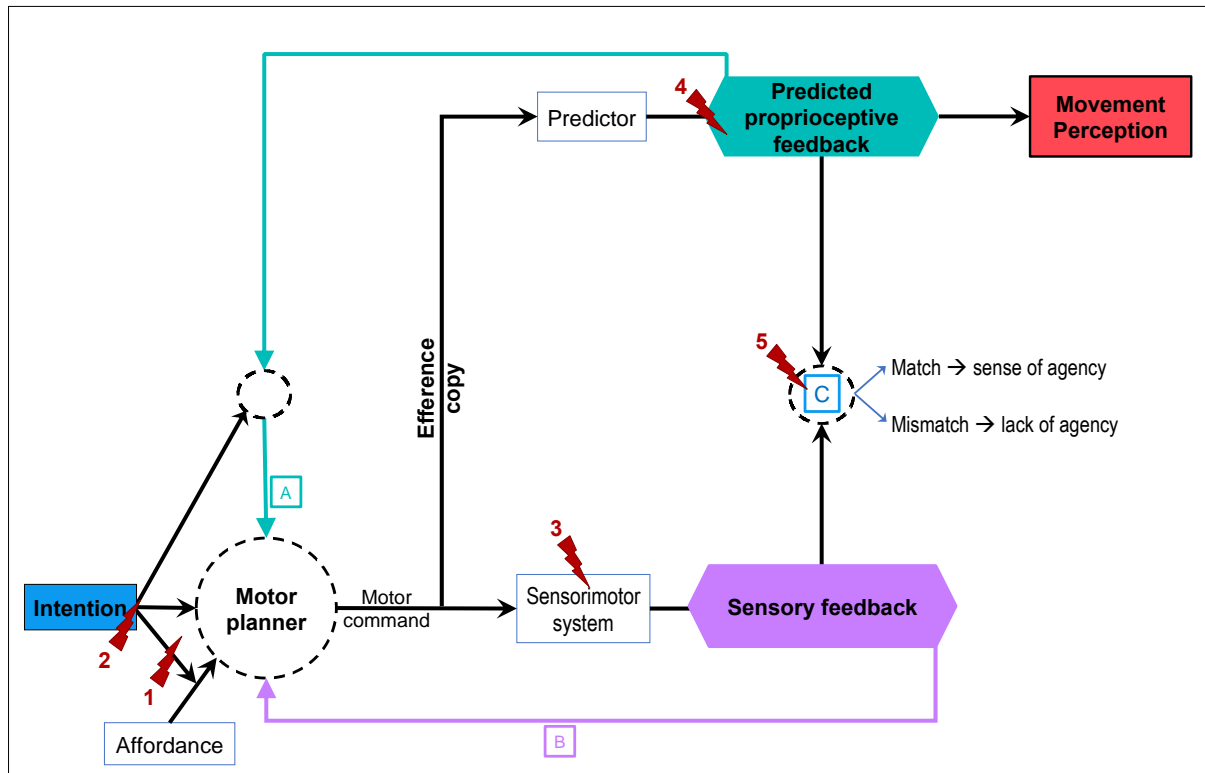 4
Predicted
proprioceptive
feedback
Predictor
Movement
Perception
Efference
copy
5
C
Match → sense of agency
Mismatch → lack of agency
A
3
Intention
Motor
planner
Motor
command
Sensorimotor
system
Sensory feedback
2
1
Affordance
B